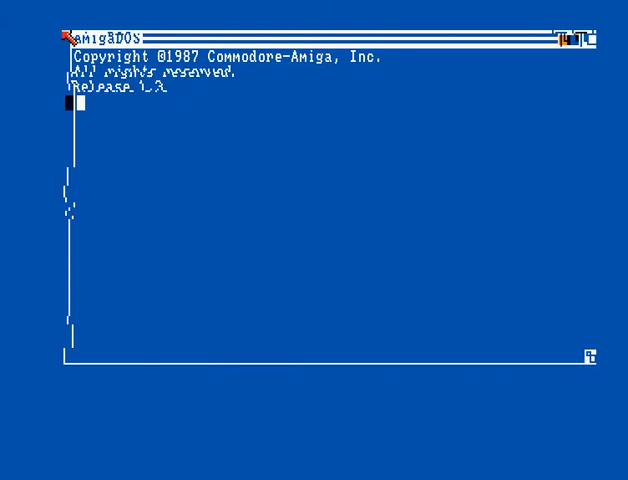 AmigaDOS
Copyright ©1987 Commodore-Amiga, Inc.
All rights reserved.
Release 1.3